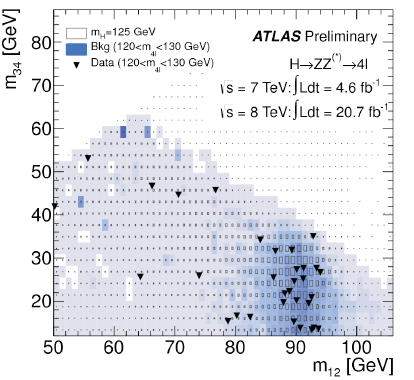 ATLAS Preliminary
m_H=125 GeV
Bkg (120<m_4l<130 GeV)
Data (120<m_4l<130 GeV)
H→ZZ^(*)→4l
√s = 7 TeV:∫Ldt = 4.6 fb^-1
√s = 8 TeV:∫Ldt = 20.7 fb^-1
m_34 [GeV]
80
70
60
50
40
30
20
50 60 70 80 90 100
m_12 [GeV]